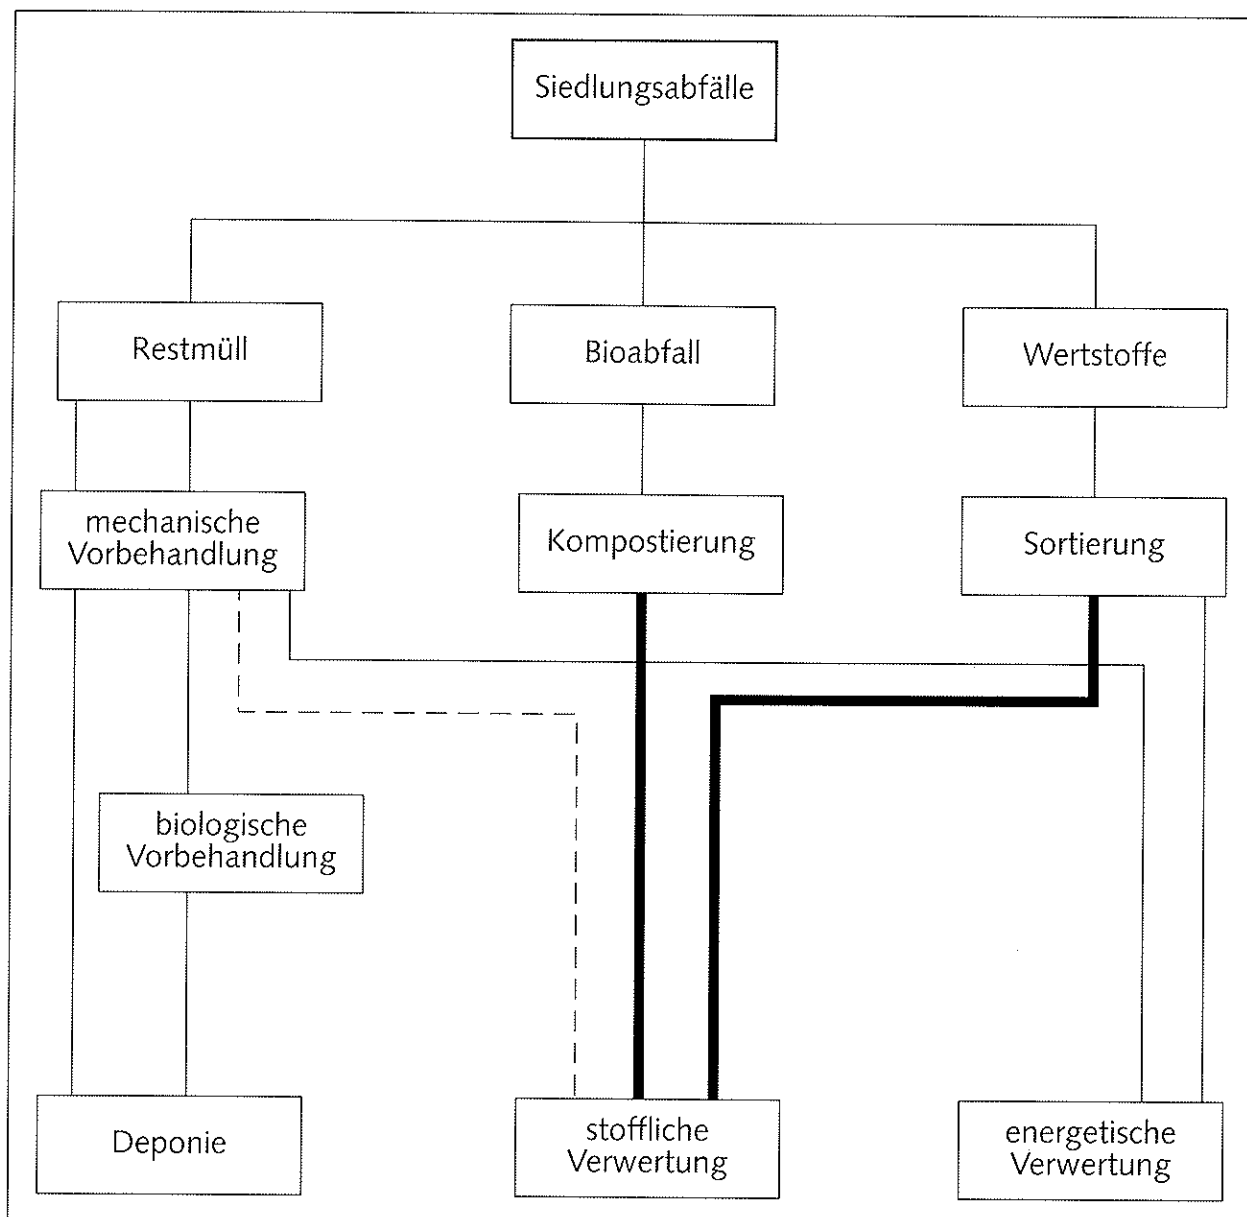 Siedlungsabfälle
Restmüll
Bioabfall
Wertstoffe
mechanische
Vorbehandlung
Kompostierung
Sortierung
biologische
Vorbehandlung
Deponie
stoffliche
Verwertung
energetische
Verwertung